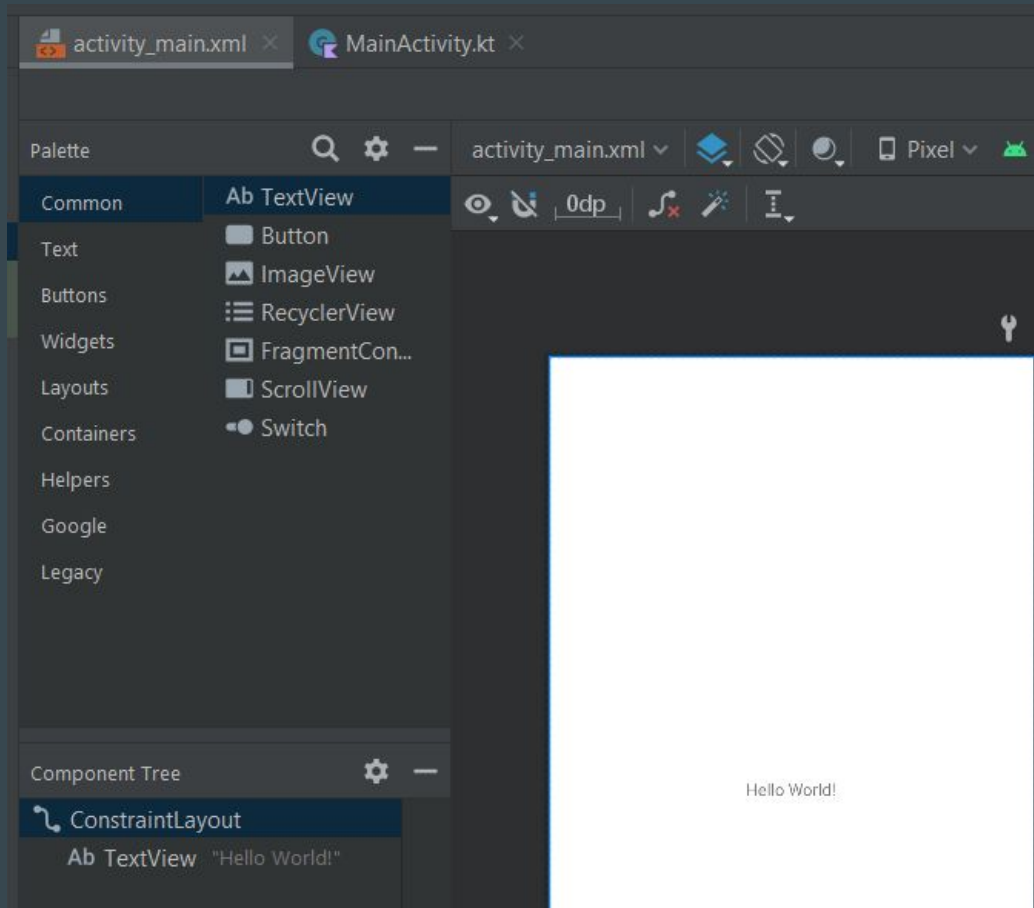 activity_main.xml
MainActivity.kt
Palette
activity_main.xml
Pixel
0dp
Common
Text
Buttons
Widgets
Layouts
Containers
Helpers
Google
Legacy
Ab TextView
Button
ImageView
RecyclerView
FragmentCon...
ScrollView
Switch
Component Tree
ConstraintLayout
Ab TextView "Hello World!"
Hello World!